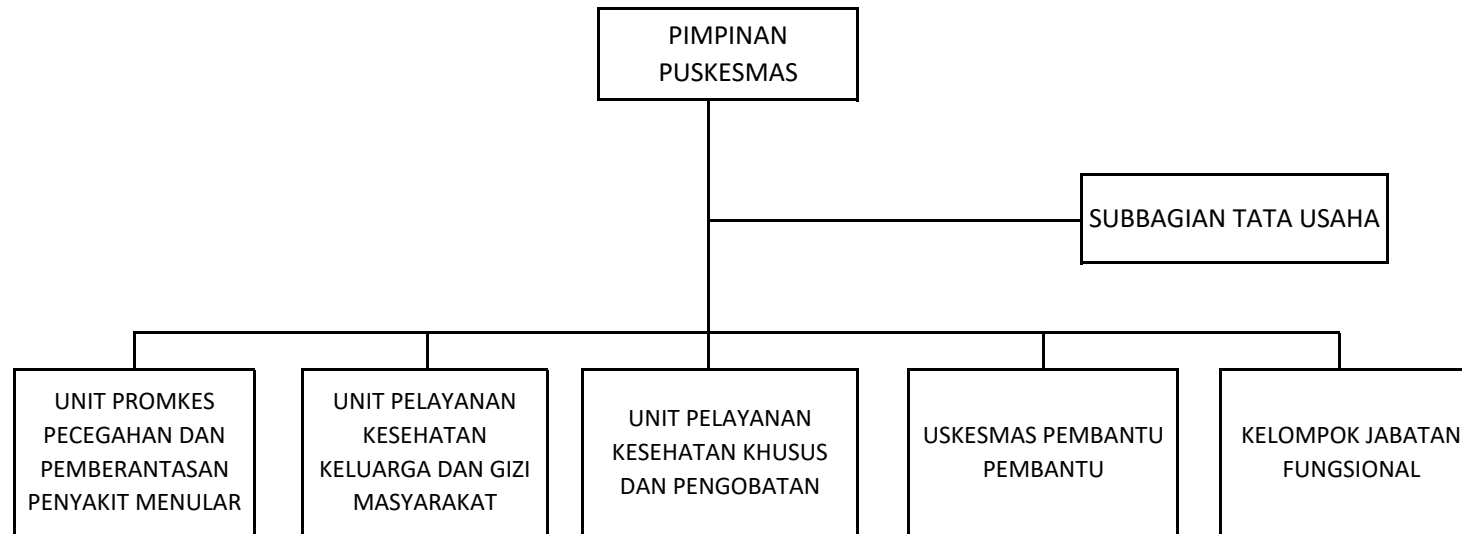 PIMPINAN
PUSKESMAS
SUBBAGIAN TATA USAHA
UNIT PROMKES
PECEGAHAN DAN
PEMBERANTASAN
PENYAKIT MENULAR
UNIT PELAYANAN
KESEHATAN
KELUARGA DAN GIZI
MASYARAKAT
UNIT PELAYANAN
KESEHATAN KHUSUS
DAN PENGOBATAN
USKESMAS PEMBANTU
PEMBANTU
KELOMPOK JABATAN
FUNGSIONAL